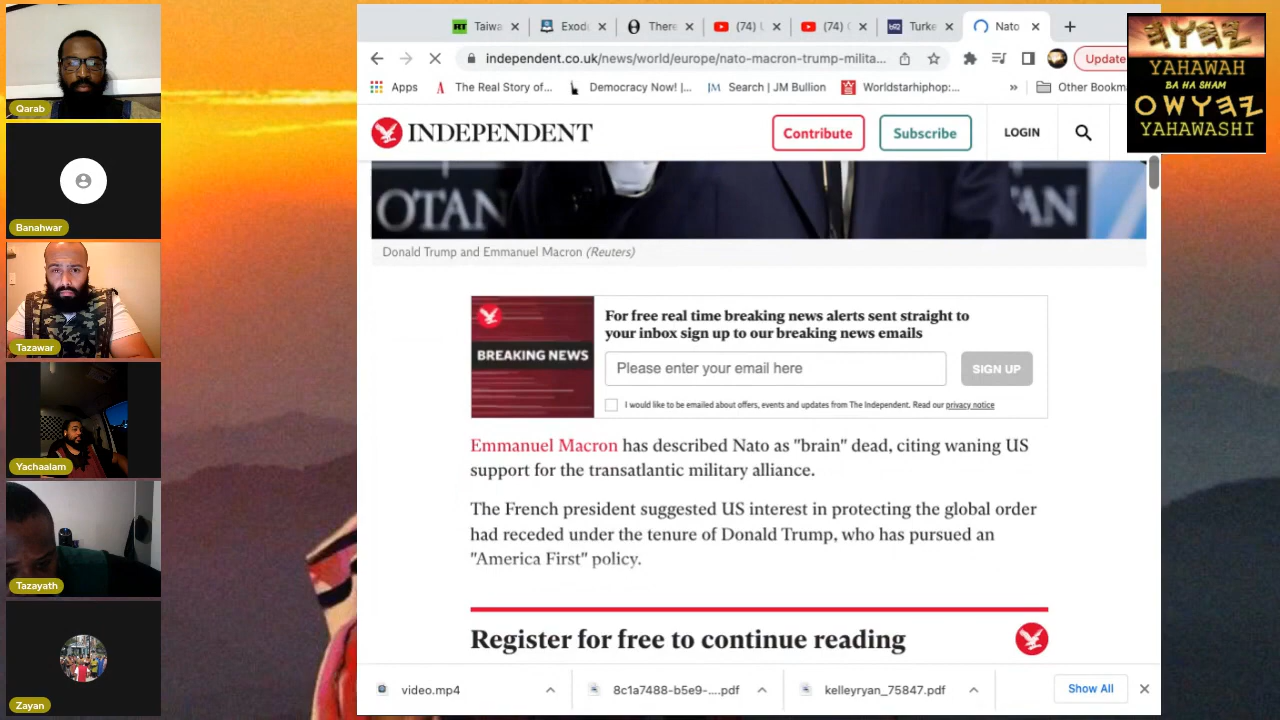 Qarab
Banahwar
Tazawar
Yachaalam
Tazayath
Zayan
RT Taiwa
Exod
There
(74) U
(74) C
Turke
Nato
independent.co.uk/news/world/europe/nato-macron-trump-milita...
Update
Apps
The Real Story of...
Democracy Now! |...
JM Search | JM Bullion
Worldstarhiphop:...
»
Other Bookm
YAHAWAH
BA HA SHAM
YAHAWASHI
INDEPENDENT
Contribute
Subscribe
LOGIN
OTAN
AN
Donald Trump and Emmanuel Macron (Reuters)
BREAKING NEWS
For free real time breaking news alerts sent straight to
your inbox sign up to our breaking news emails
Please enter your email here
SIGN UP
I would like to be emailed about offers, events and updates from The Independent. Read our privacy notice
Emmanuel Macron has described Nato as "brain" dead, citing waning US
support for the transatlantic military alliance.
The French president suggested US interest in protecting the global order
had receded under the tenure of Donald Trump, who has pursued an
"America First" policy.
Register for free to continue reading
video.mp4
8c1a7488-b5e9-....pdf
kelleyryan_75847.pdf
Show All